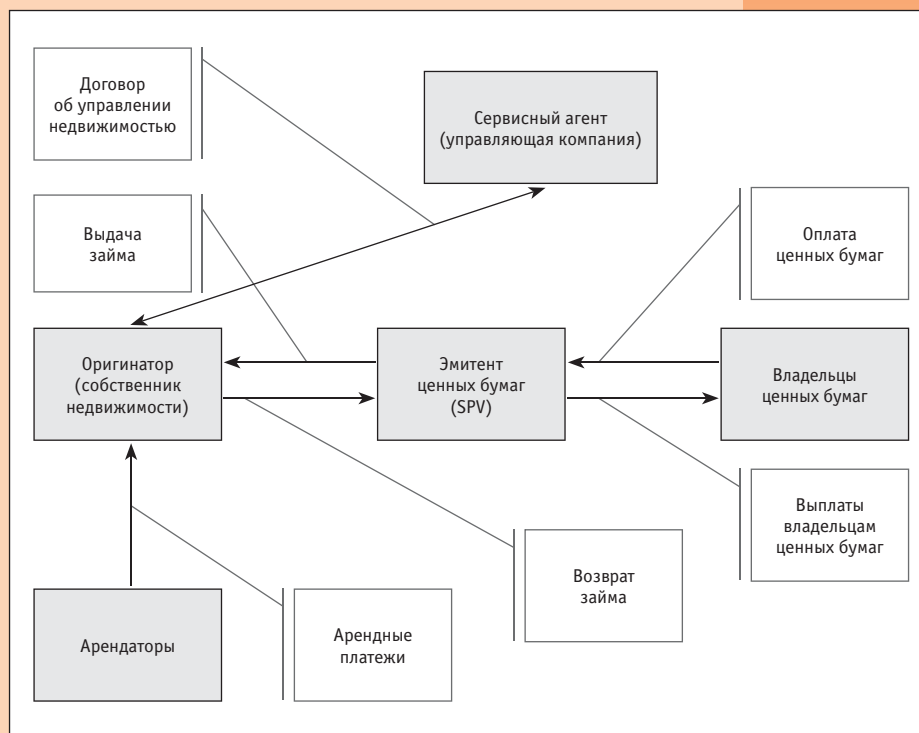 Договор
об управлении
недвижимостью
Сервисный агент
(управляющая компания)
Выдача
займа
Оплата
ценных бумаг
Оригинатор
(собственник
недвижимости)
Эмитент
ценных бумаг
(SPV)
Владельцы
ценных бумаг
Выплаты
владельцам
ценных бумаг
Возврат
займа
Арендаторы
Арендные
платежи